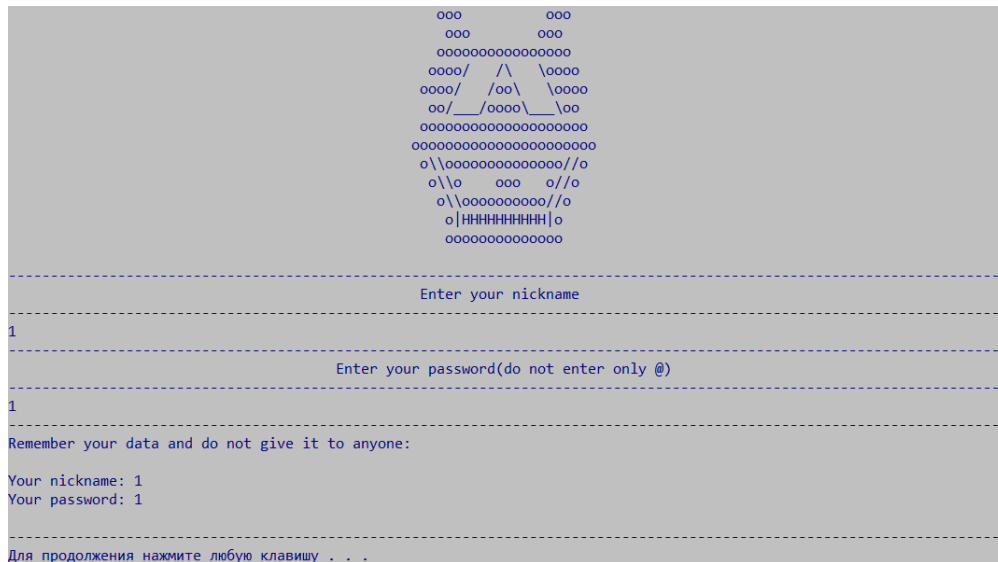 ooo          ooo
ooo        ooo
oooooooooooooooo
oooo/   /\   \oooo
oooo/   /oo\   \oooo
oo/___/oooo\___\oo
oooooooooooooooooooo
oooooooooooooooooooooo
o\\oooooooooooooo//o
o\\o    ooo   o//o
o\\oooooooooo//o
o|HHHHHHHHHH|o
oooooooooooooo
Enter your nickname
1
Enter your password(do not enter only @)
1
Remember your data and do not give it to anyone:
Your nickname: 1
Your password: 1
Для продолжения нажмите любую клавишу . . .